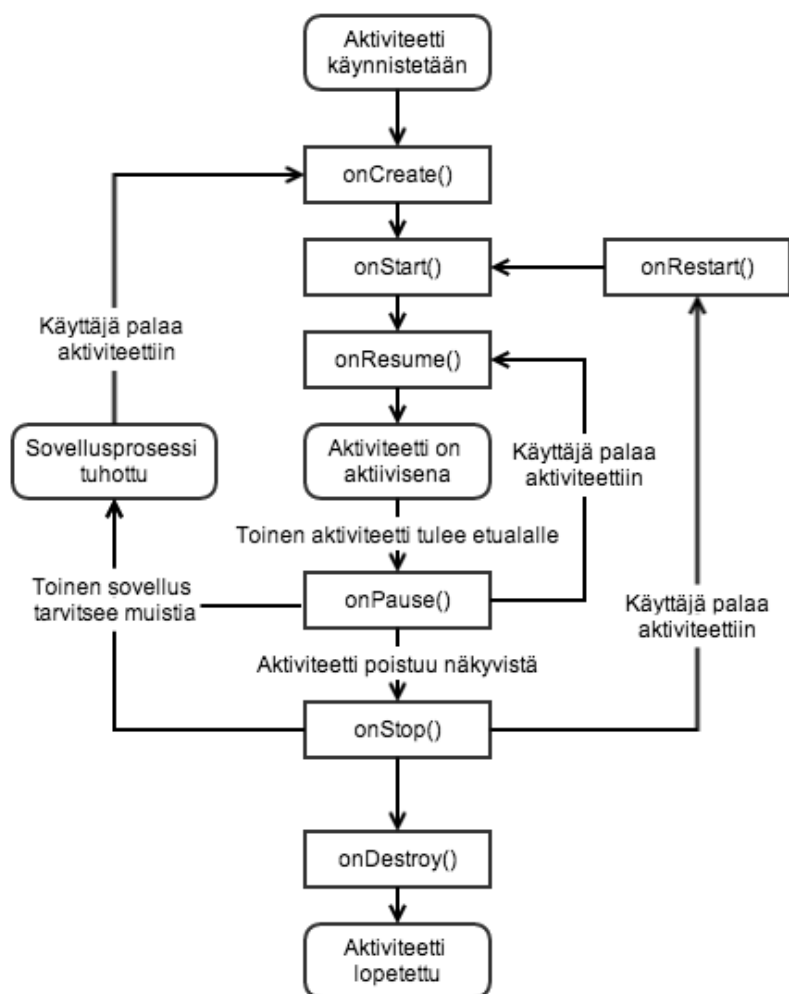 Aktiviteetti
käynnistetään
onCreate()
onStart()
onRestart()
Käyttäjä palaa
aktiviteettiin
onResume()
Sovellusprosessi
tuhottu
Aktiviteetti on
aktiivisena
Käyttäjä palaa
aktiviteettiin
Toinen aktiviteetti tulee etualalle
Toinen sovellus
tarvitsee muistia
onPause()
Käyttäjä palaa
aktiviteettiin
Aktiviteetti poistuu näkyvistä
onStop()
onDestroy()
Aktiviteetti
lopetettu